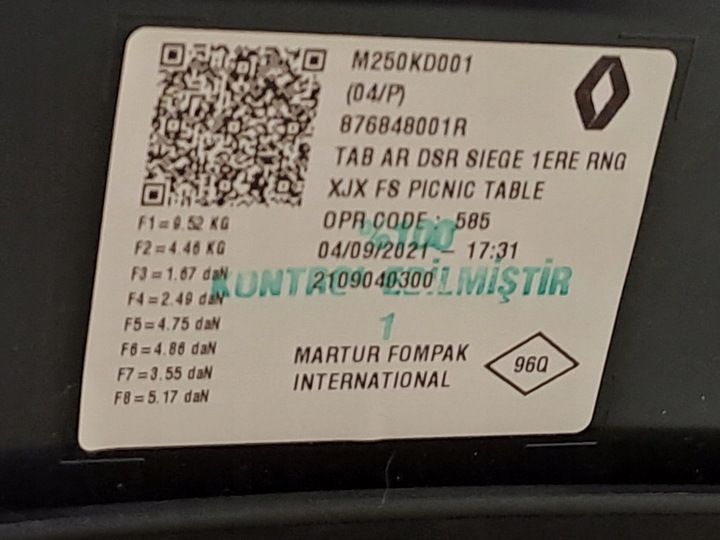 M250KD001
(04/P)
876848001R
TAB AR DSR SIEGE 1ERE RNG
XJX FS PICNIC TABLE
OPR CODE : 585
04/09/2021 - 17:31
2109040300
%100
KONTROL EDİLMİŞTİR
1
MARTUR FOMPAK
INTERNATIONAL
96Q
F1=9.52 KG
F2=4.46 KG
F3=1.67 daN
F4=2.49 daN
F5=4.75 daN
F6=4.86 daN
F7=3.55 daN
F8=5.17 daN